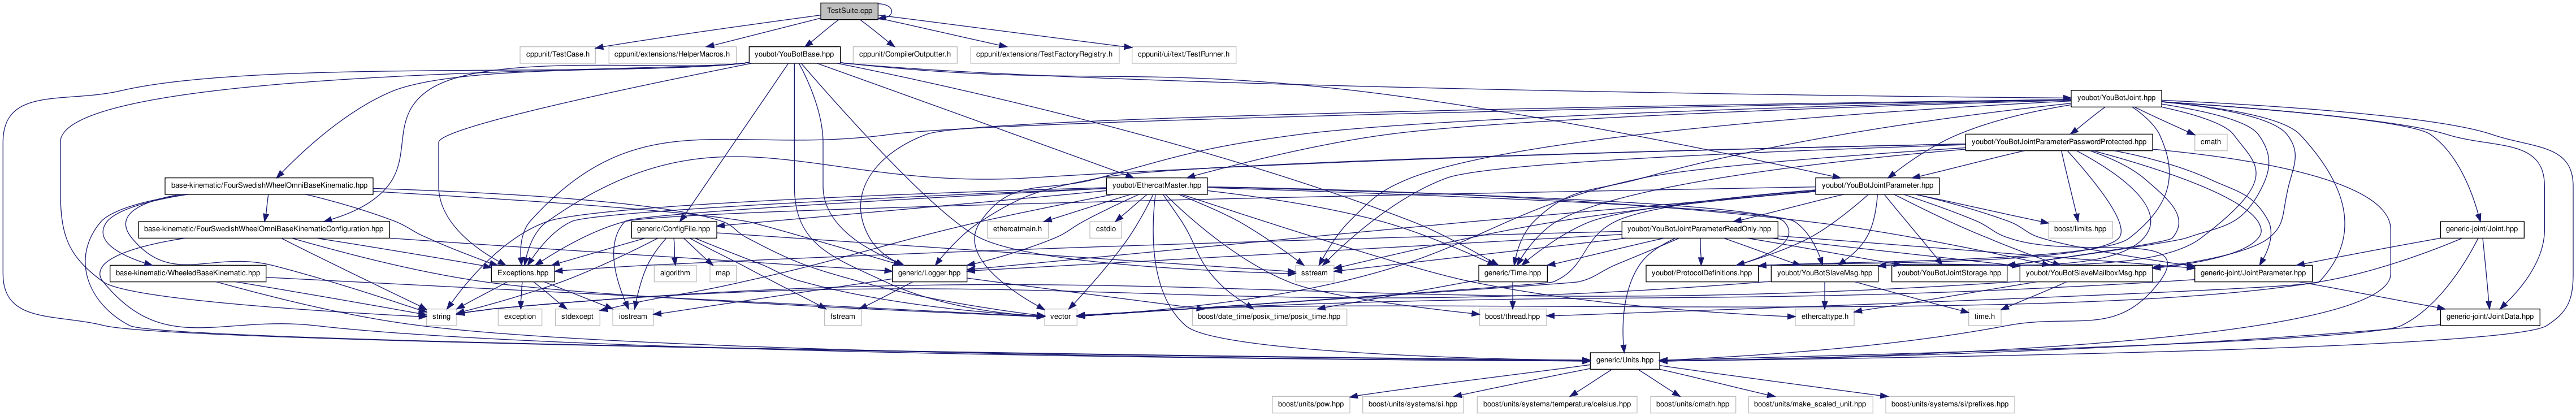 TestSuite.cpp
cppunit/TestCase.h
cppunit/extensions/HelperMacros.h
youbot/YouBotBase.hpp
cppunit/CompilerOutputter.h
cppunit/extensions/TestFactoryRegistry.h
cppunit/ui/text/TestRunner.h
youbot/YouBotJoint.hpp
youbot/YouBotJointParameterPasswordProtected.hpp
cmath
base-kinematic/FourSwedishWheelOmniBaseKinematic.hpp
youbot/EthercatMaster.hpp
youbot/YouBotJointParameter.hpp
base-kinematic/FourSwedishWheelOmniBaseKinematicConfiguration.hpp
generic/ConfigFile.hpp
ethercatmain.h
cstdio
youbot/YouBotJointParameterReadOnly.hpp
boost/limits.hpp
generic-joint/Joint.hpp
base-kinematic/WheeledBaseKinematic.hpp
Exceptions.hpp
algorithm
map
generic/Logger.hpp
sstream
generic/Time.hpp
youbot/ProtocolDefinitions.hpp
youbot/YouBotSlaveMsg.hpp
youbot/YouBotJointStorage.hpp
youbot/YouBotSlaveMailboxMsg.hpp
generic-joint/JointParameter.hpp
string
exception
stdexcept
iostream
fstream
vector
boost/date_time/posix_time/posix_time.hpp
boost/thread.hpp
ethercattype.h
time.h
generic-joint/JointData.hpp
generic/Units.hpp
boost/units/pow.hpp
boost/units/systems/si.hpp
boost/units/systems/temperature/celsius.hpp
boost/units/cmath.hpp
boost/units/make_scaled_unit.hpp
boost/units/systems/si/prefixes.hpp